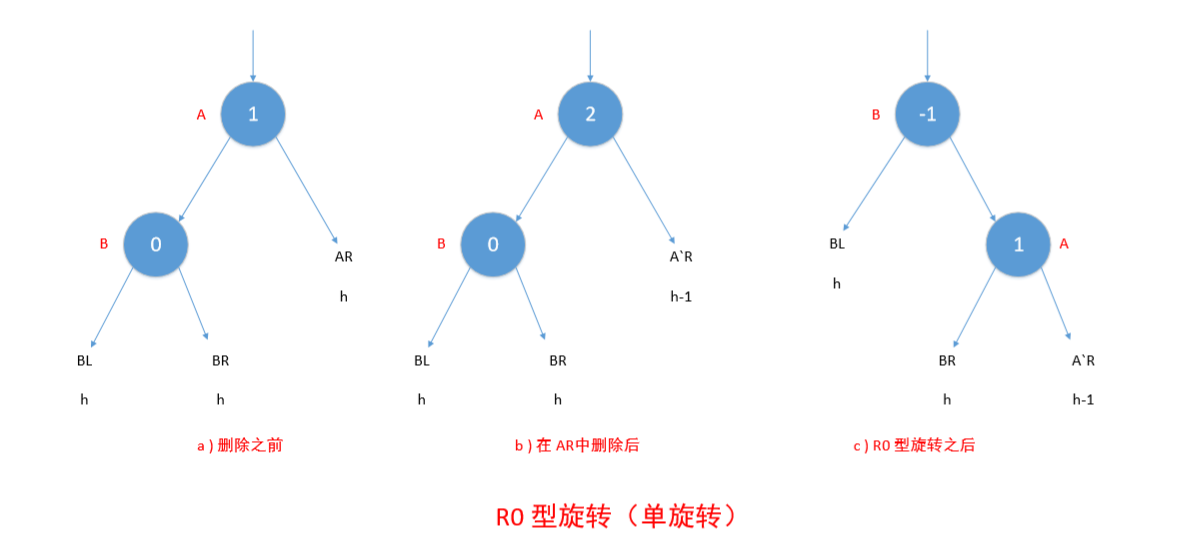 A 1
B 0
AR
h
BL BR
h h
a ) 删除之前
A 2
B 0
A`R
h-1
BL BR
h h
b ) 在 AR中删除后
B -1
BL
h
1 A
BR A`R
h h-1
c ) R0 型旋转之后
R0 型旋转（单旋转）